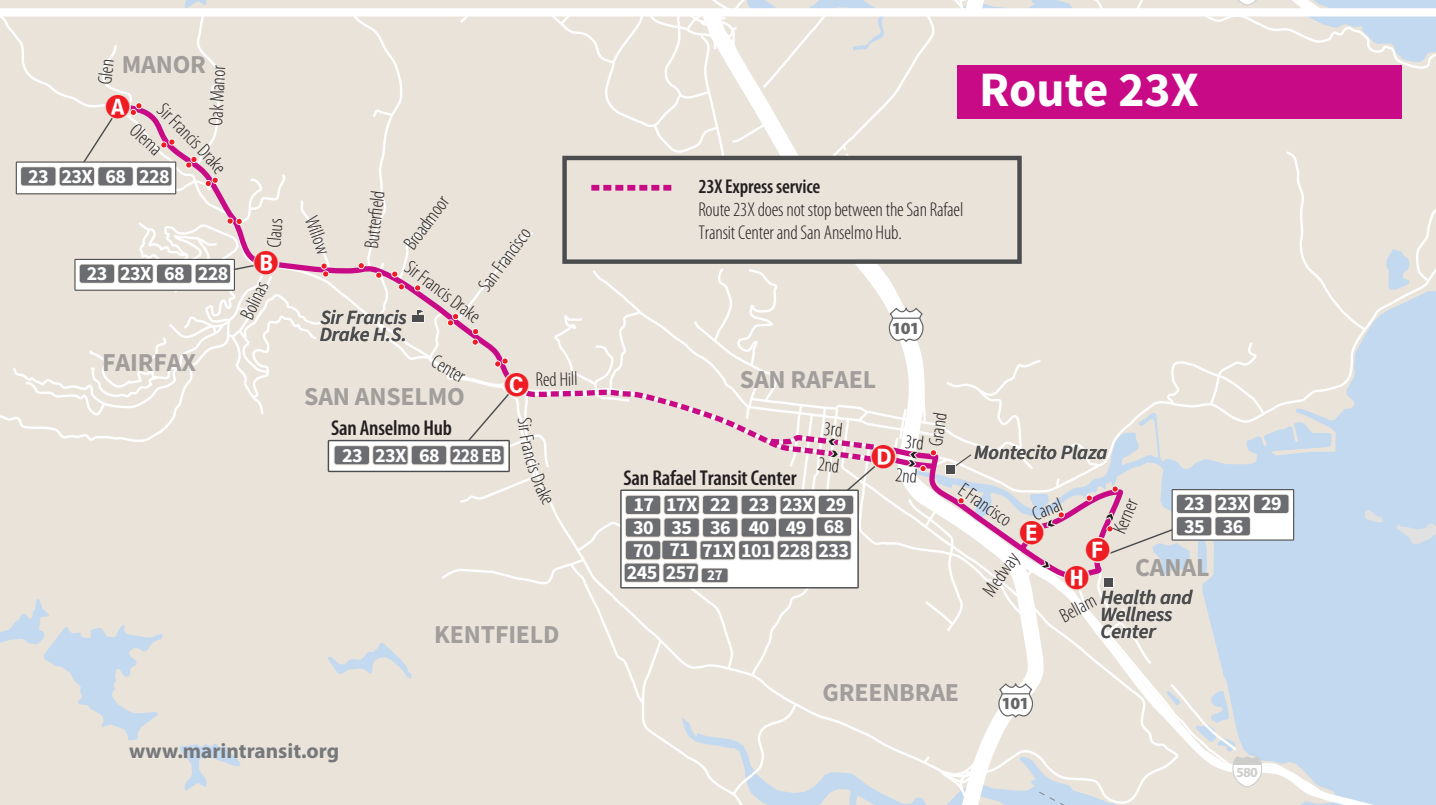 Route 23X
MANOR
Glen
Oak Manor
Sir Francis Drake
Olema
A
23 23X 68 228
23X Express service
Route 23X does not stop between the San Rafael
Transit Center and San Anselmo Hub.
Claus
Willow
Butterfield
Broadmoor
San Francisco
B
23 23X 68 228
Sir Francis Drake
Bolinas
Sir Francis
Drake H.S.
101
FAIRFAX
Center
C
Red Hill
SAN ANSELMO
SAN RAFAEL
San Anselmo Hub
23 23X 68 228 EB
Sir Francis Drake
3rd
2nd
D
3rd
2nd
Grand
Montecito Plaza
San Rafael Transit Center
17 17X 22 23 23X 29
30 35 36 40 49 68
70 71 71X 101 228 233
245 257 27
E Francisco
Canal
E
Kerner
F
23 23X 29
35 36
Medway
H
CANAL
Bellam
Health and
Wellness
Center
KENTFIELD
GREENBRAE
101
www.marintransit.org
580